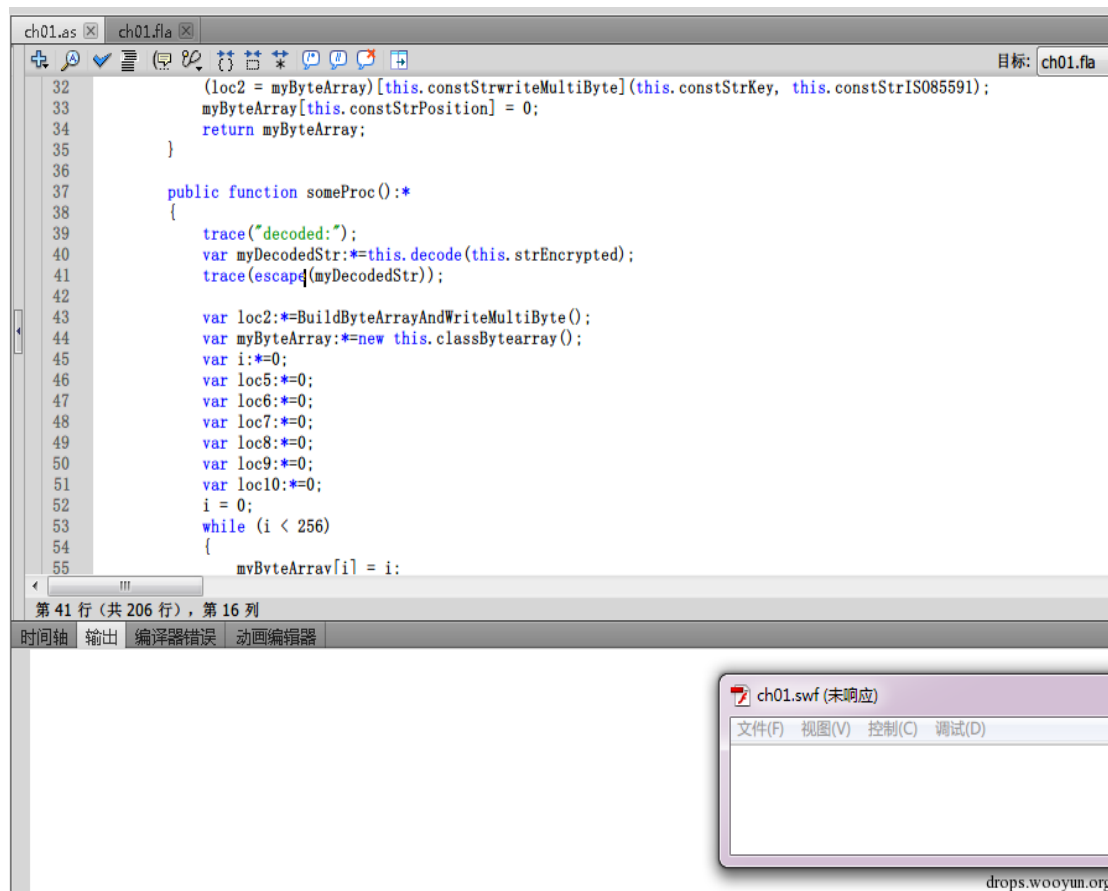 ch01.as ch01.fla
目标: ch01.fla
32 (loc2 = myByteArray)[this.constStrwriteMultiByte](this.constStrKey, this.constStrISO85591);
33 myByteArray[this.constStrPosition] = 0;
34 return myByteArray;
35 }
36
37 public function someProc():*
38 {
39 trace("decoded:");
40 var myDecodedStr:*=this.decode(this.strEncrypted);
41 trace(escape(myDecodedStr));
42
43 var loc2:*=BuildByteArrayAndWriteMultiByte();
44 var myByteArray:*=new this.classBytearray();
45 var i:*=0;
46 var loc5:*=0;
47 var loc6:*=0;
48 var loc7:*=0;
49 var loc8:*=0;
50 var loc9:*=0;
51 var loc10:*=0;
52 i = 0;
53 while (i < 256)
54 {
55 myByteArray[i] = i;
第 41 行（共 206 行），第 16 列
时间轴 输出 编译器错误 动画编辑器
ch01.swf (未响应)
文件(F) 视图(V) 控制(C) 调试(D)
drops.wooyun.org